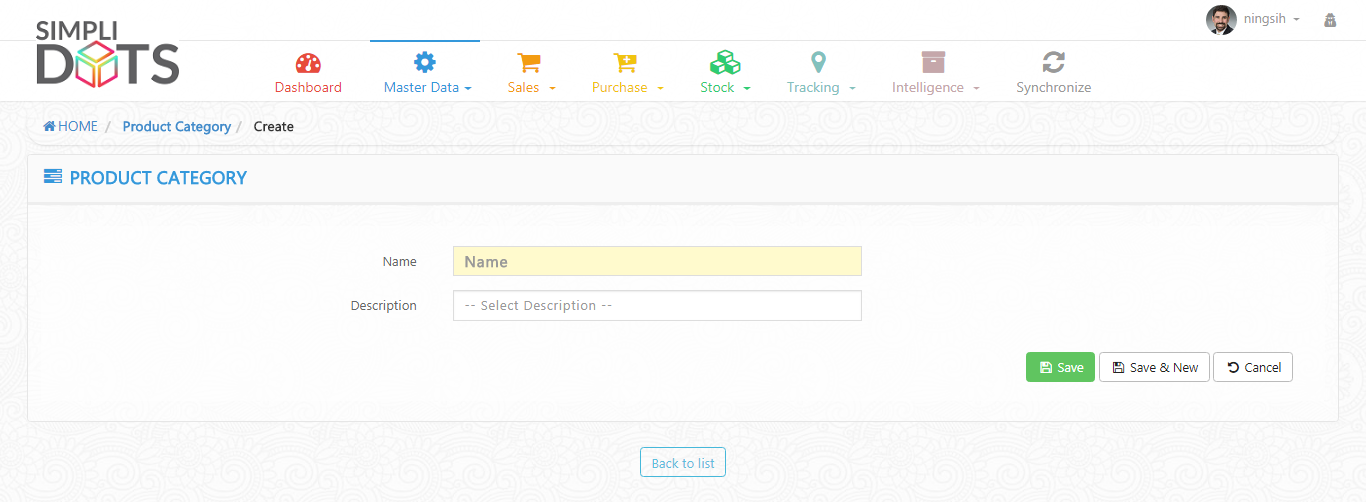 ningsih
SIMPLI
DOTS
Dashboard Master Data Sales Purchase Stock Tracking Intelligence Synchronize
HOME / Product Category / Create
PRODUCT CATEGORY
Name Name
Description -- Select Description --
Save Save & New Cancel
Back to list